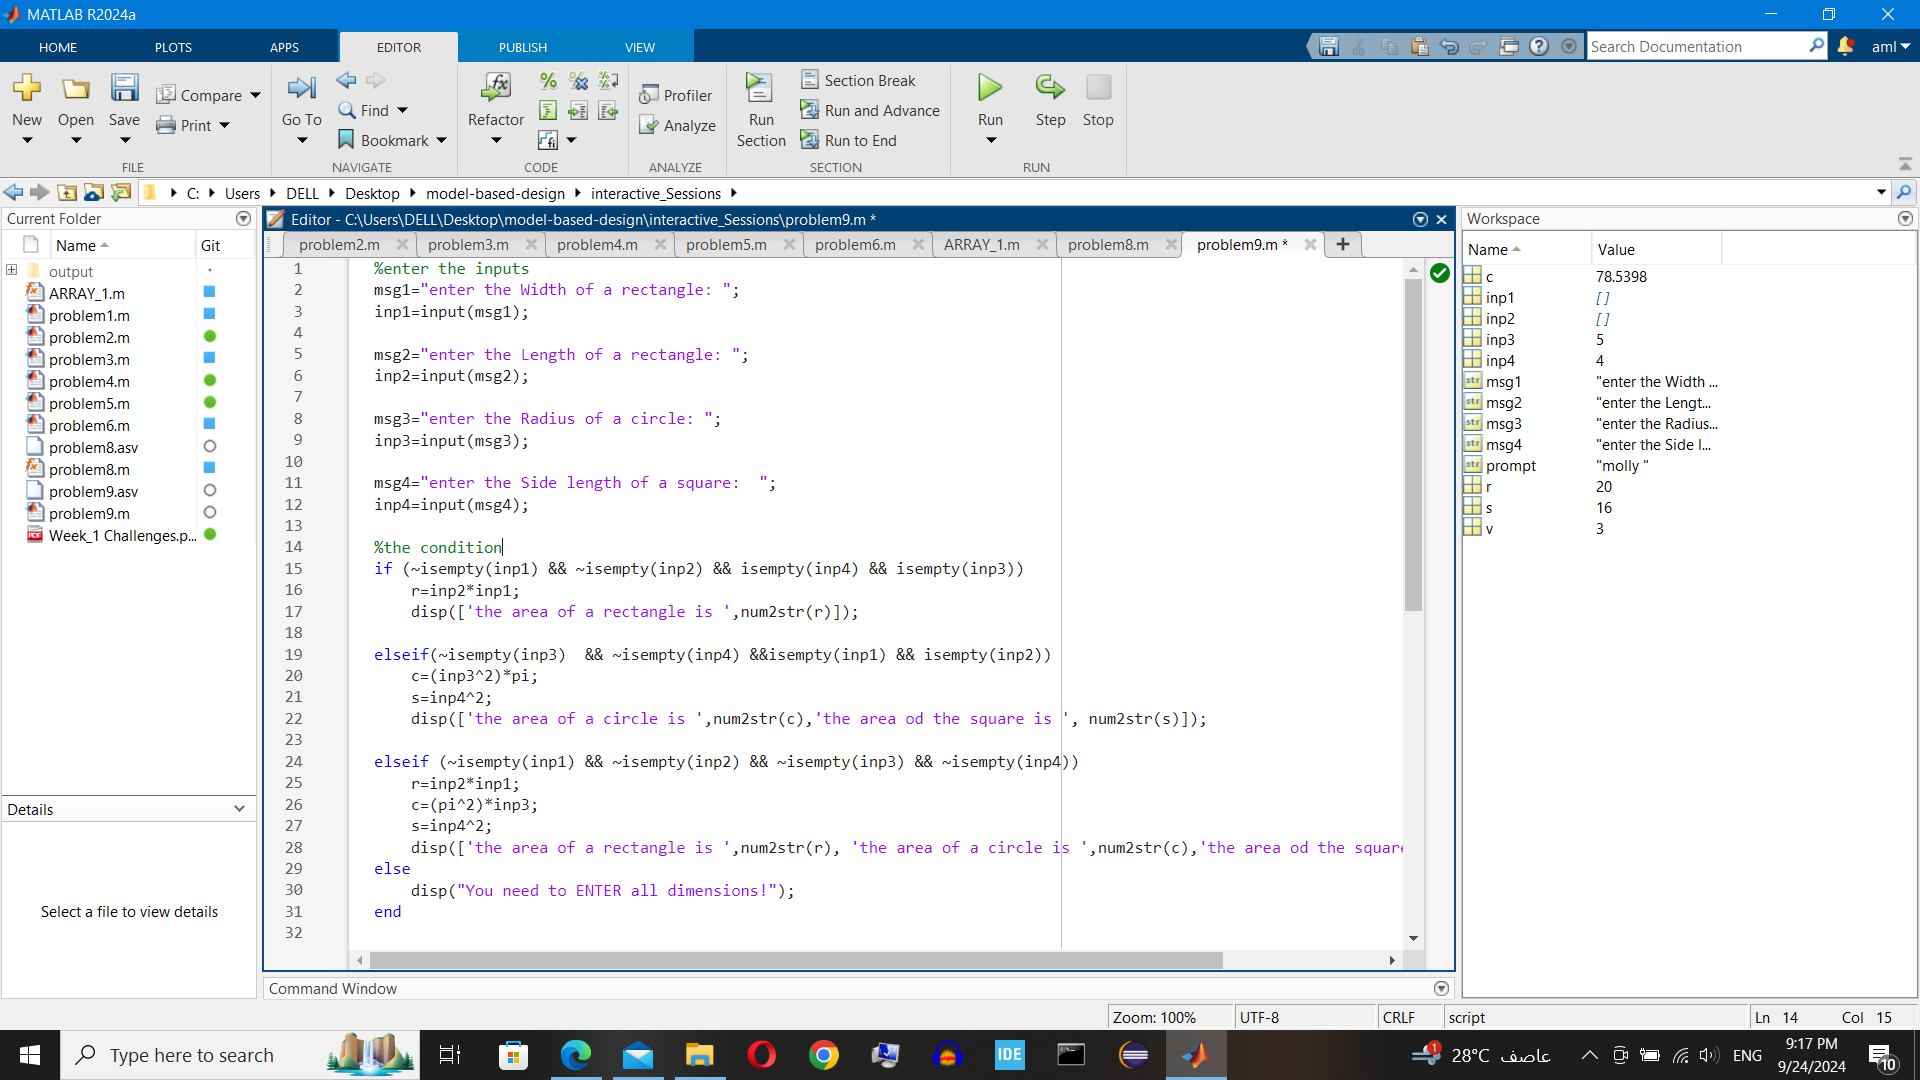 MATLAB R2024a
HOME PLOTS APPS EDITOR PUBLISH VIEW
Search Documentation
aml
New
Open
Save
Compare
Print
FILE
Go To
Find
Bookmark
NAVIGATE
Refactor
CODE
Profiler
Analyze
ANALYZE
Run Section
Section Break
Run and Advance
Run to End
SECTION
Run
Step
Stop
RUN
C: Users DELL Desktop model-based-design interactive_Sessions
Current Folder
Name Git
output
ARRAY_1.m
problem1.m
problem2.m
problem3.m
problem4.m
problem5.m
problem6.m
problem8.asv
problem8.m
problem9.asv
problem9.m
Week_1 Challenges.p...
Details
Select a file to view details
Editor - C:\Users\DELL\Desktop\model-based-design\interactive_Sessions\problem9.m *
problem2.m problem3.m problem4.m problem5.m problem6.m ARRAY_1.m problem8.m problem9.m *
1 %enter the inputs
2 msg1="enter the Width of a rectangle: ";
3 inp1=input(msg1);
4
5 msg2="enter the Length of a rectangle: ";
6 inp2=input(msg2);
7
8 msg3="enter the Radius of a circle: ";
9 inp3=input(msg3);
10
11 msg4="enter the Side length of a square:  ";
12 inp4=input(msg4);
13
14 %the condition
15 if (~isempty(inp1) && ~isempty(inp2) && isempty(inp4) && isempty(inp3))
16     r=inp2*inp1;
17     disp(['the area of a rectangle is ',num2str(r)]);
18
19 elseif(~isempty(inp3)  && ~isempty(inp4) &&isempty(inp1) && isempty(inp2))
20     c=(inp3^2)*pi;
21     s=inp4^2;
22     disp(['the area of a circle is ',num2str(c),'the area od the square is ', num2str(s)]);
23
24 elseif (~isempty(inp1) && ~isempty(inp2) && ~isempty(inp3) && ~isempty(inp4))
25     r=inp2*inp1;
26     c=(pi^2)*inp3;
27     s=inp4^2;
28     disp(['the area of a rectangle is ',num2str(r), 'the area of a circle is ',num2str(c),'the area od the square
29 else
30     disp("You need to ENTER all dimensions!");
31 end
32
Command Window
Workspace
Name Value
c 78.5398
inp1 []
inp2 []
inp3 5
inp4 4
msg1 "enter the Width ...
msg2 "enter the Lengt...
msg3 "enter the Radius...
msg4 "enter the Side l...
prompt "molly "
r 20
s 16
v 3
Zoom: 100% UTF-8 CRLF script Ln 14 Col 15
Type here to search
IDE
1
28°C عاصف
ENG
9:17 PM
9/24/2024
10